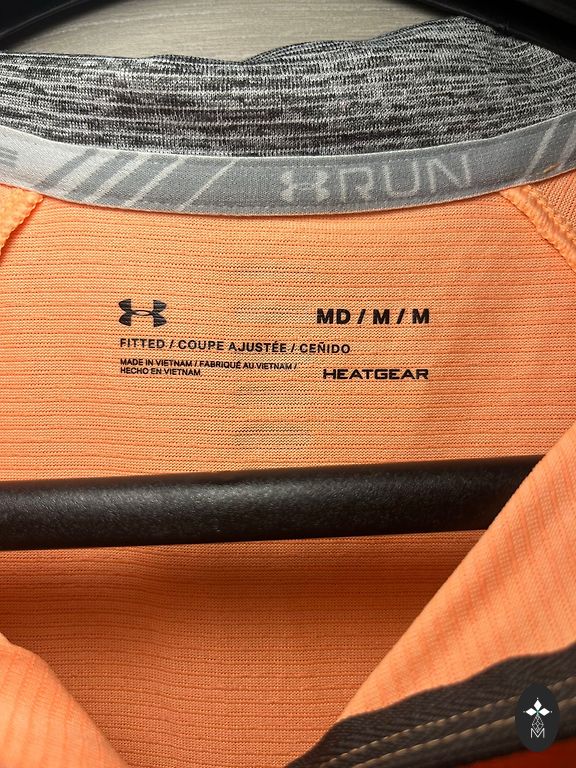 RUN
MD / M / M
FITTED / COUPE AJUSTÉE / CEÑIDO
MADE IN VIETNAM / FABRIQUÉ AU VIETNAM /
HECHO EN VIETNAM
HEATGEAR
M